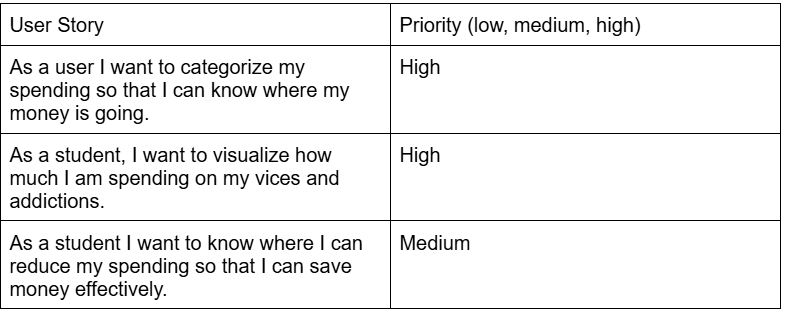 User Story
Priority (low, medium, high)
As a user I want to categorize my
spending so that I can know where my
money is going.
High
As a student, I want to visualize how
much I am spending on my vices and
addictions.
High
As a student I want to know where I can
reduce my spending so that I can save
money effectively.
Medium